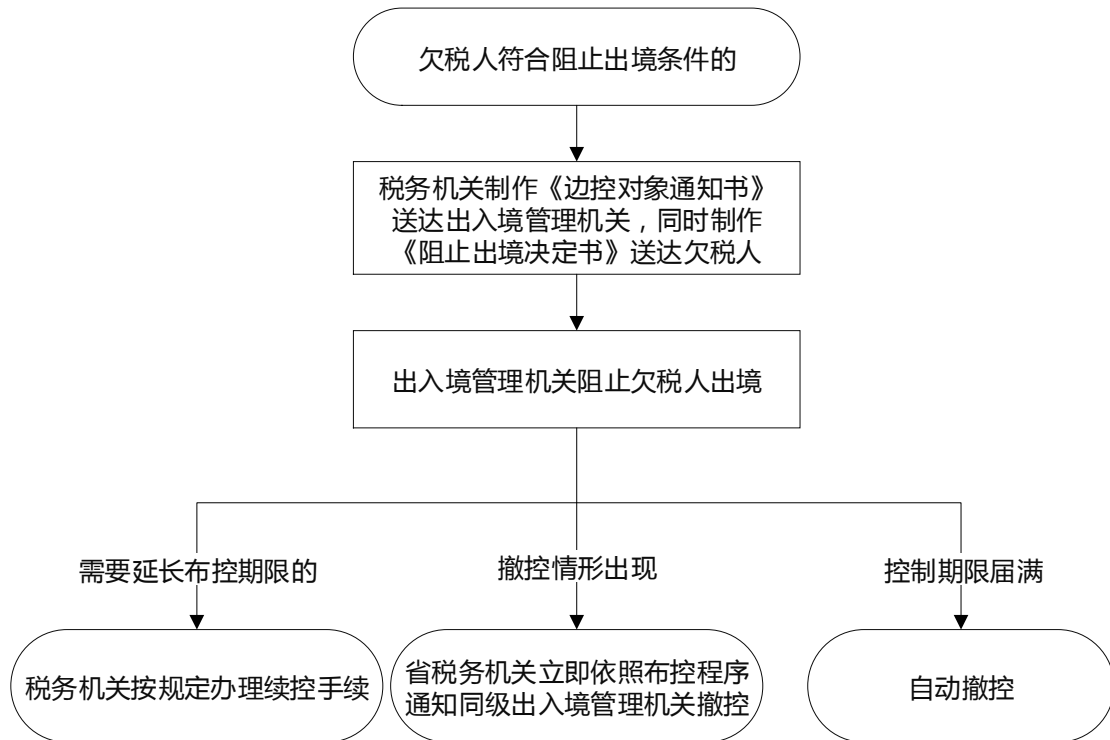 欠税人符合阻止出境条件的
税务机关制作《边控对象通知书》
送达出入境管理机关，同时制作
《阻止出境决定书》送达欠税人
出入境管理机关阻止欠税人出境
需要延长布控期限的
撤控情形出现
控制期限届满
税务机关按规定办理续控手续
省税务机关立即依照布控程序
通知同级出入境管理机关撤控
自动撤控